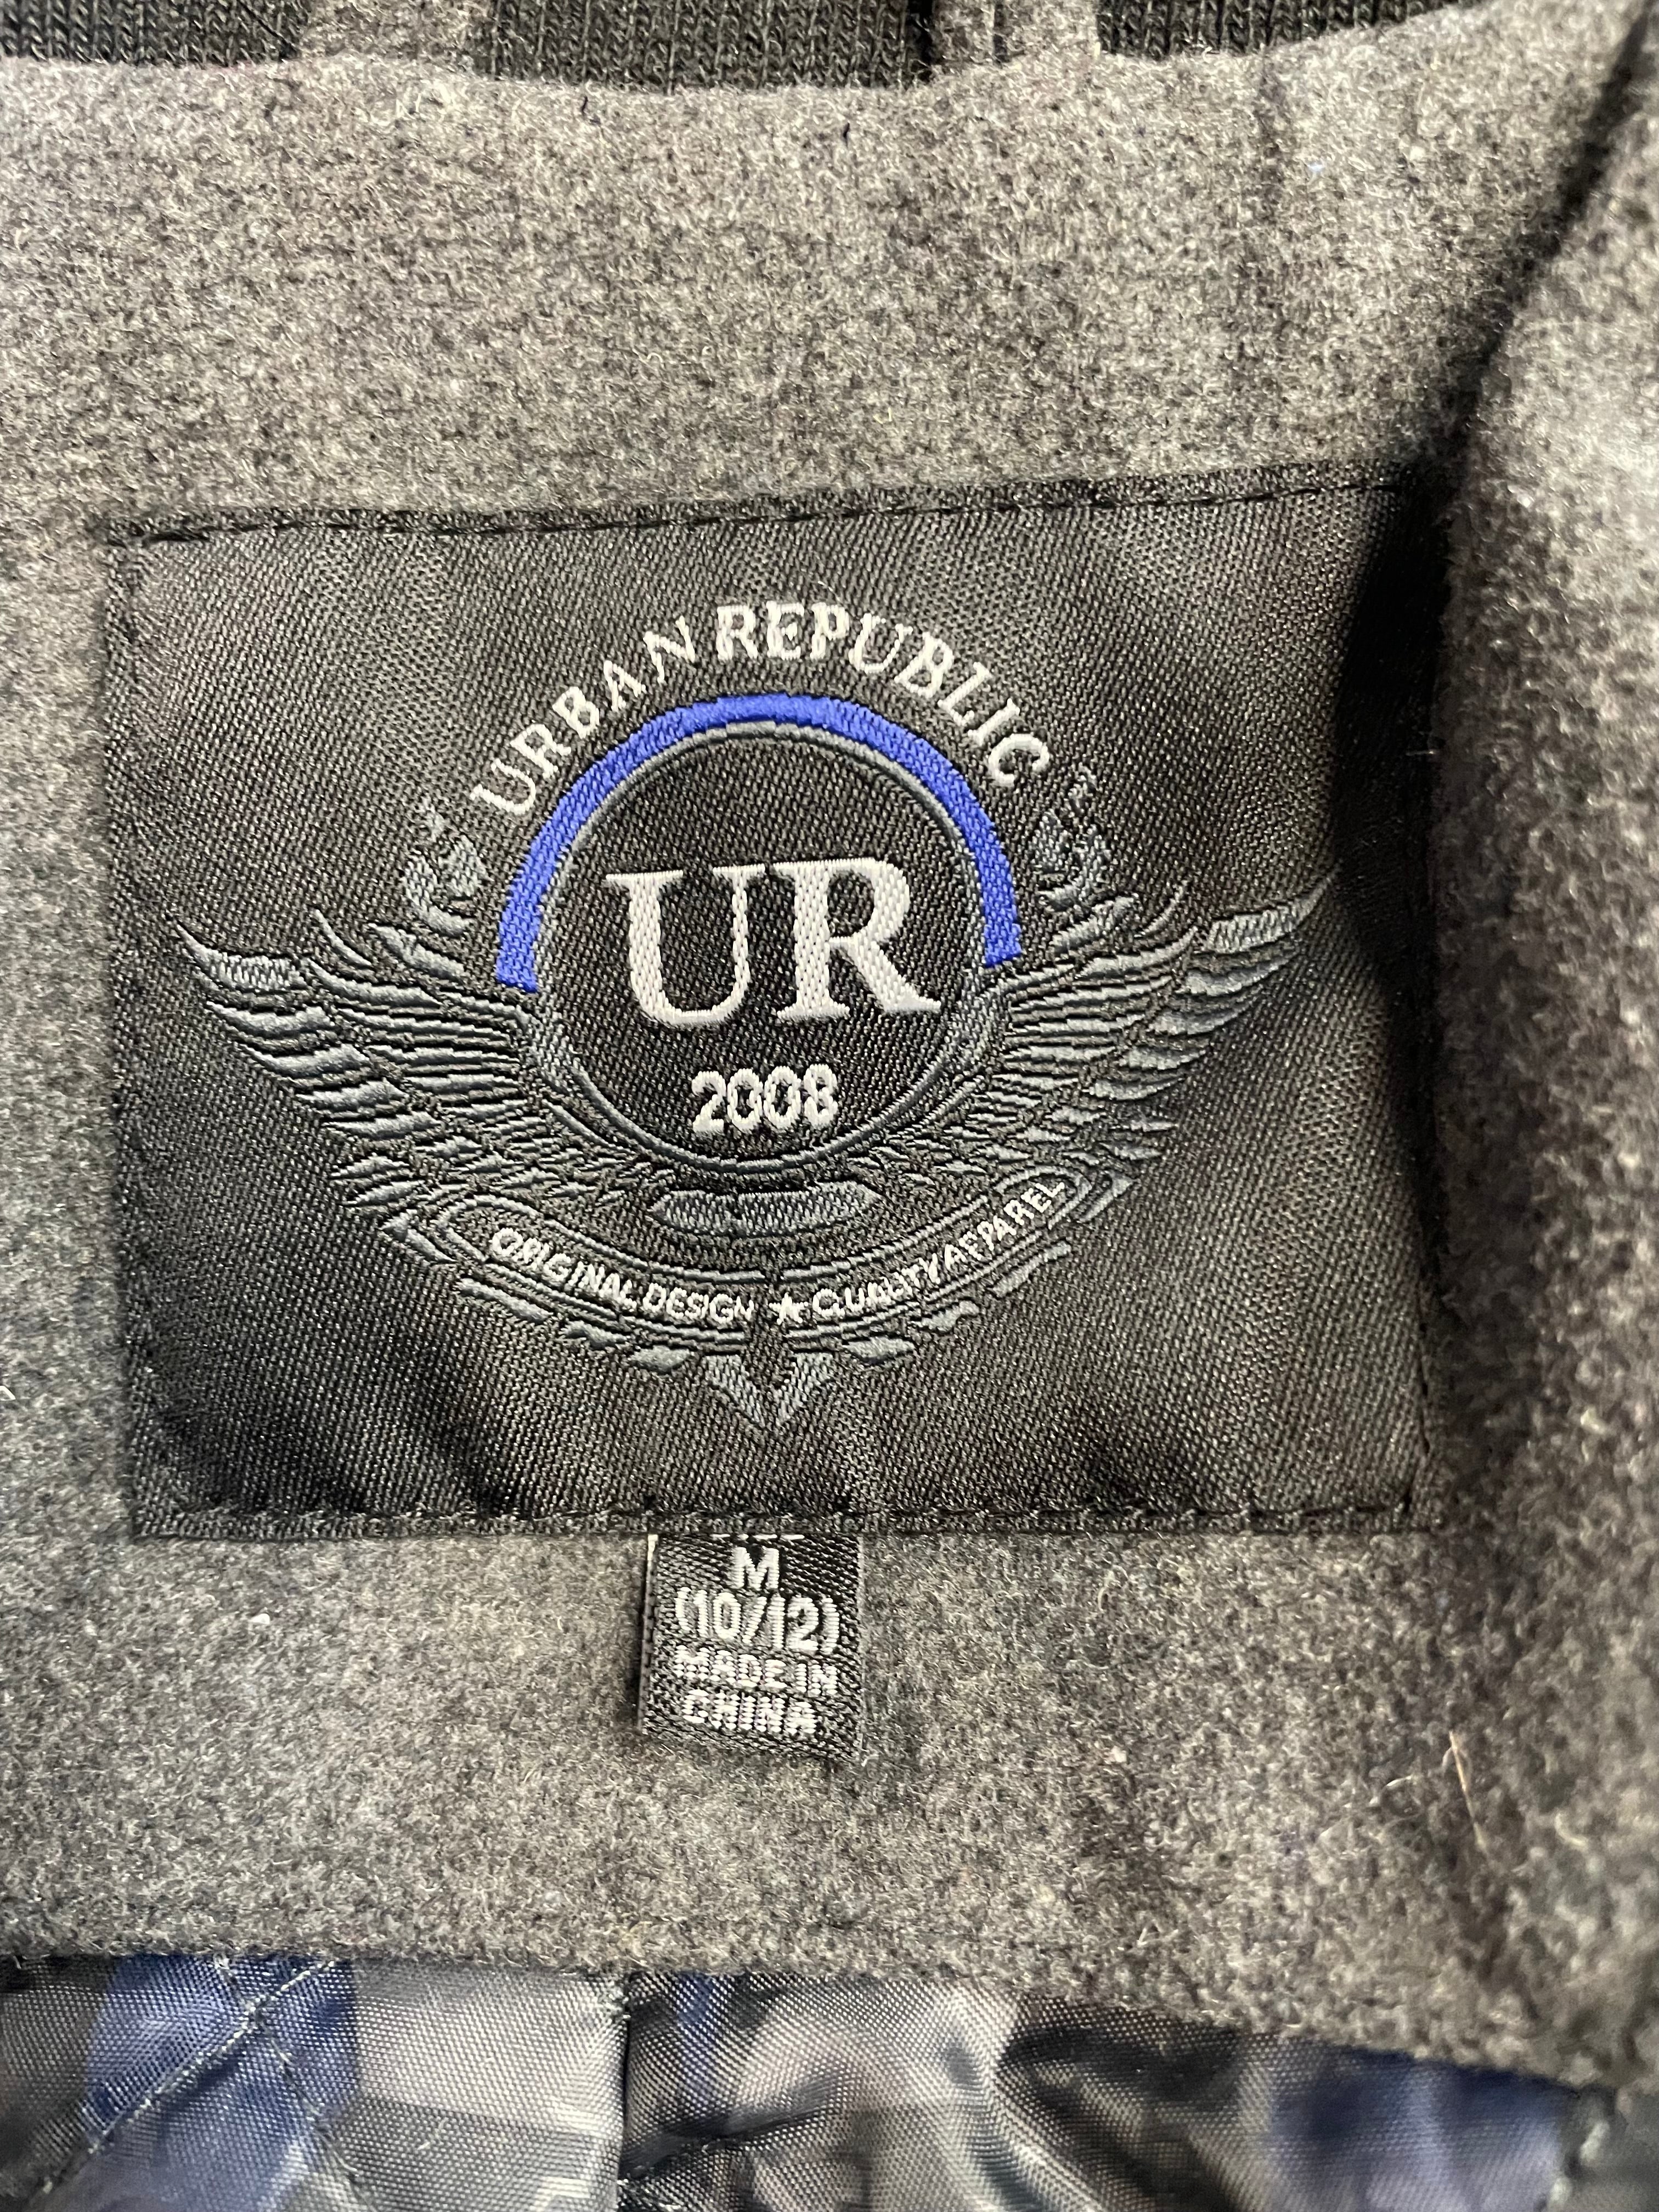 URBAN REPUBLIC
UR
2008
ORIGINAL DESIGN ★ QUALITY APPAREL
M
(10/12)
MADE IN
CHINA